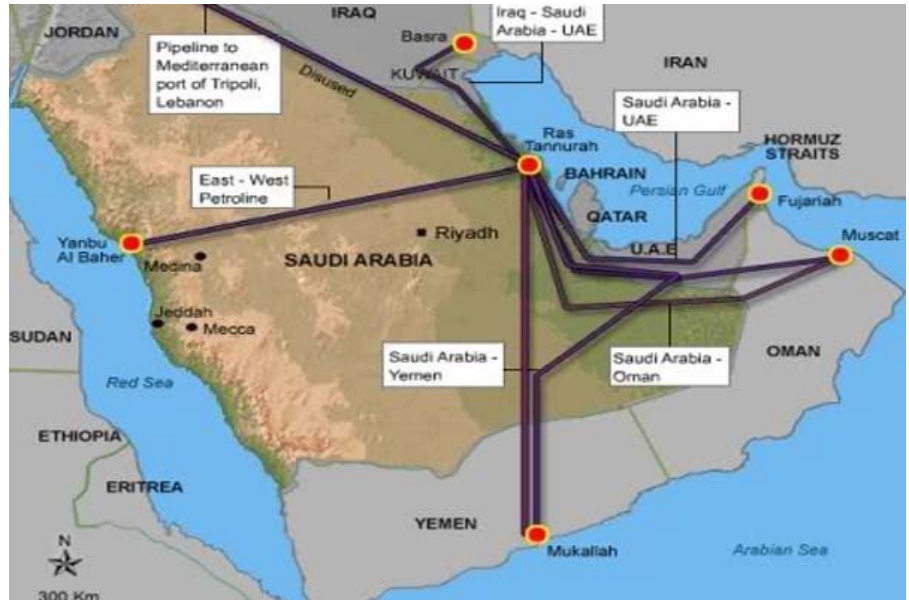 IRAQ
Iraq - Saudi
Arabia - UAE
JORDAN
Basra
Pipeline to
Mediterranean
port of Tripoli,
Lebanon
KUWAIT
IRAN
Disused
Saudi Arabia -
UAE
Ras
Tannurah
HORMUZ
STRAITS
East - West
Petroline
BAHRAIN
Persian Gulf
Fujariah
QATAR
Yanbu
Al Baher
Riyadh
U.A.E
Muscat
Medina
SAUDI ARABIA
Jeddah
Mecca
SUDAN
Saudi Arabia -
Yemen
Saudi Arabia -
Oman
OMAN
Red Sea
ETHIOPIA
ERITREA
YEMEN
Mukallah
Arabian Sea
N
300 Km